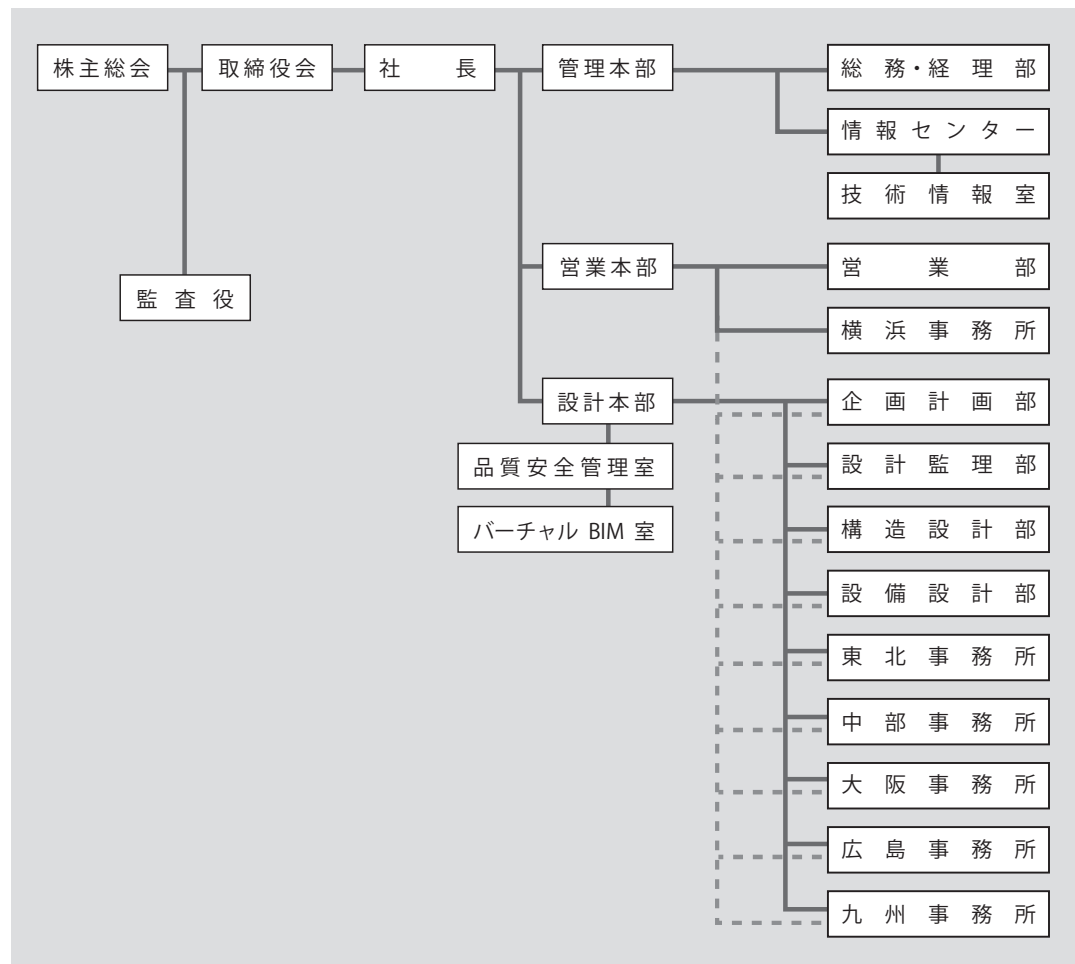 株主総会
取締役会
社長
管理本部
総務・経理部
情報センター
技術情報室
監査役
営業本部
営業部
横浜事務所
設計本部
品質安全管理室
バーチャル BIM 室
企画計画部
設計監理部
構造設計部
設備設計部
東北事務所
中部事務所
大阪事務所
広島事務所
九州事務所